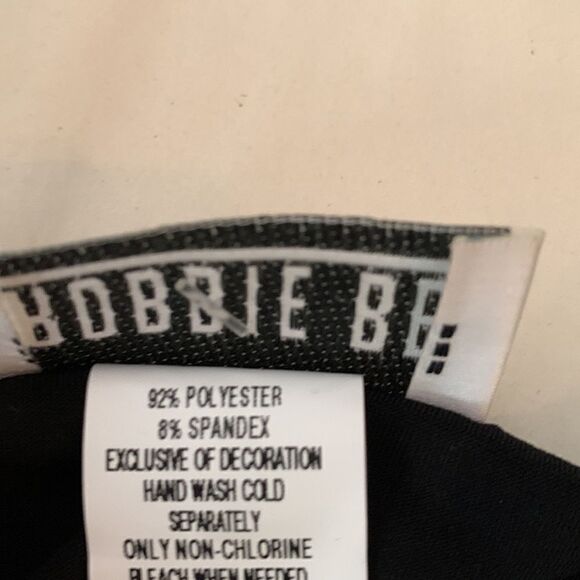 BOBBIE B
92% POLYESTER
8% SPANDEX
EXCLUSIVE OF DECORATION
HAND WASH COLD
SEPARATELY
ONLY NON-CHLORINE
BLEACH WHEN NEEDED